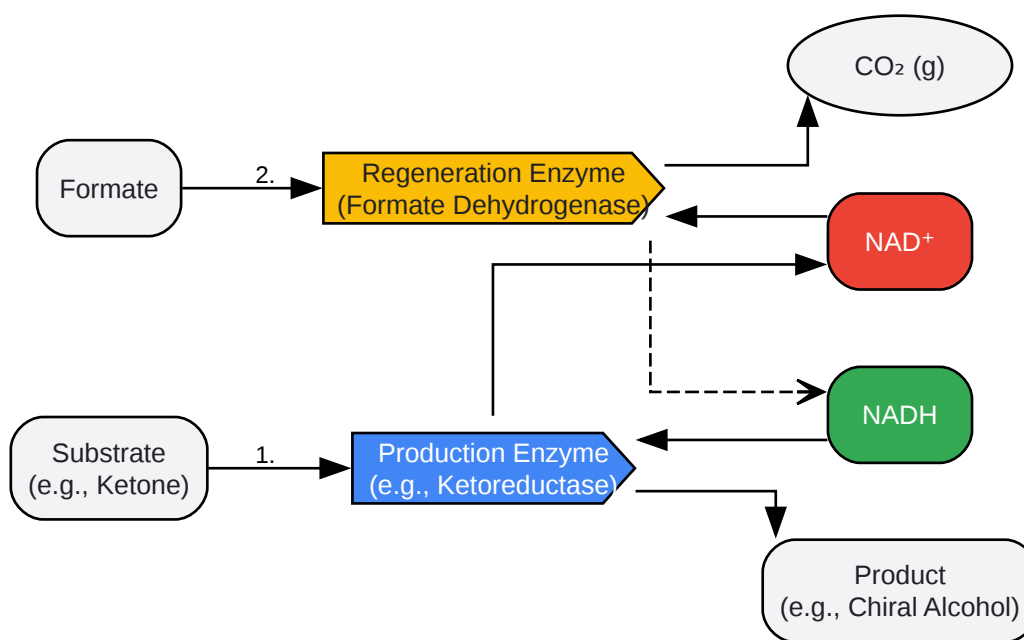 CO₂ (g)
Formate
2.
Regeneration Enzyme
(Formate Dehydrogenase)
NAD⁺
NADH
Substrate
(e.g., Ketone)
1.
Production Enzyme
(e.g., Ketoreductase)
Product
(e.g., Chiral Alcohol)